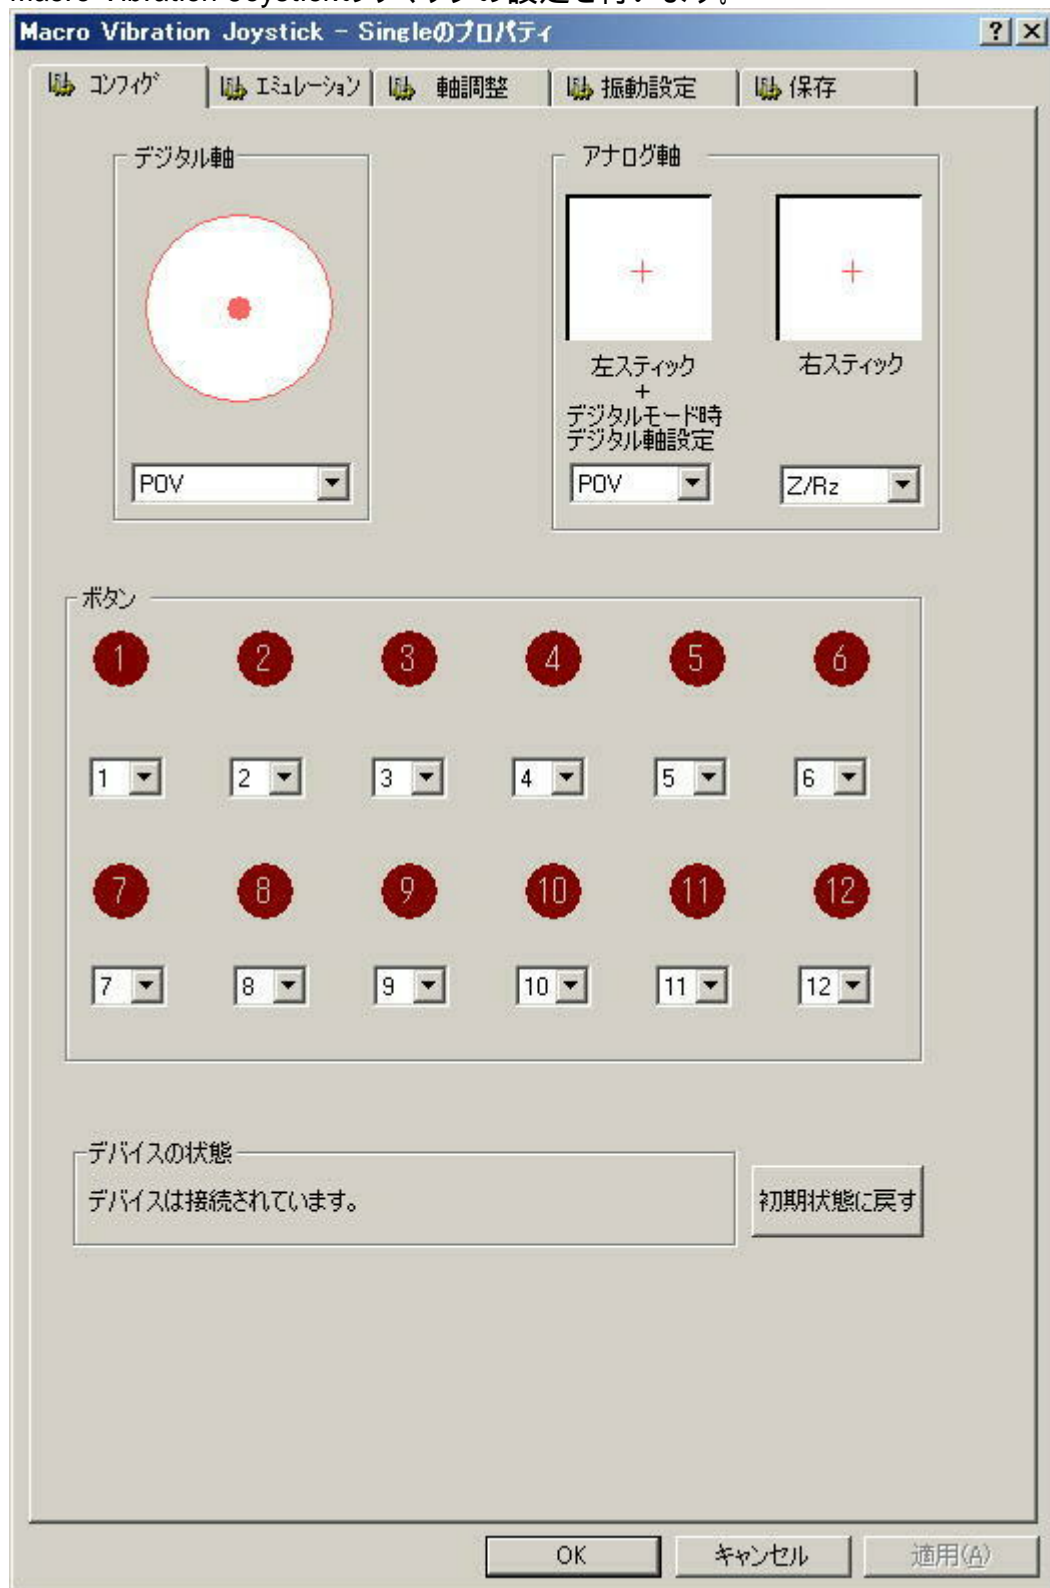 Macro Vibration Joystick - Singleのプロパティ
コンフィグ エミュレーション 軸調整 振動設定 保存
デジタル軸
アナログ軸
左スティック
+
デジタルモード時
デジタル軸設定
右スティック
POV
POV
Z/Rz
ボタン
1 2 3 4 5 6
1 2 3 4 5 6
7 8 9 10 11 12
7 8 9 10 11 12
デバイスの状態
デバイスは接続されています。
初期状態に戻す
OK キャンセル 適用(A)